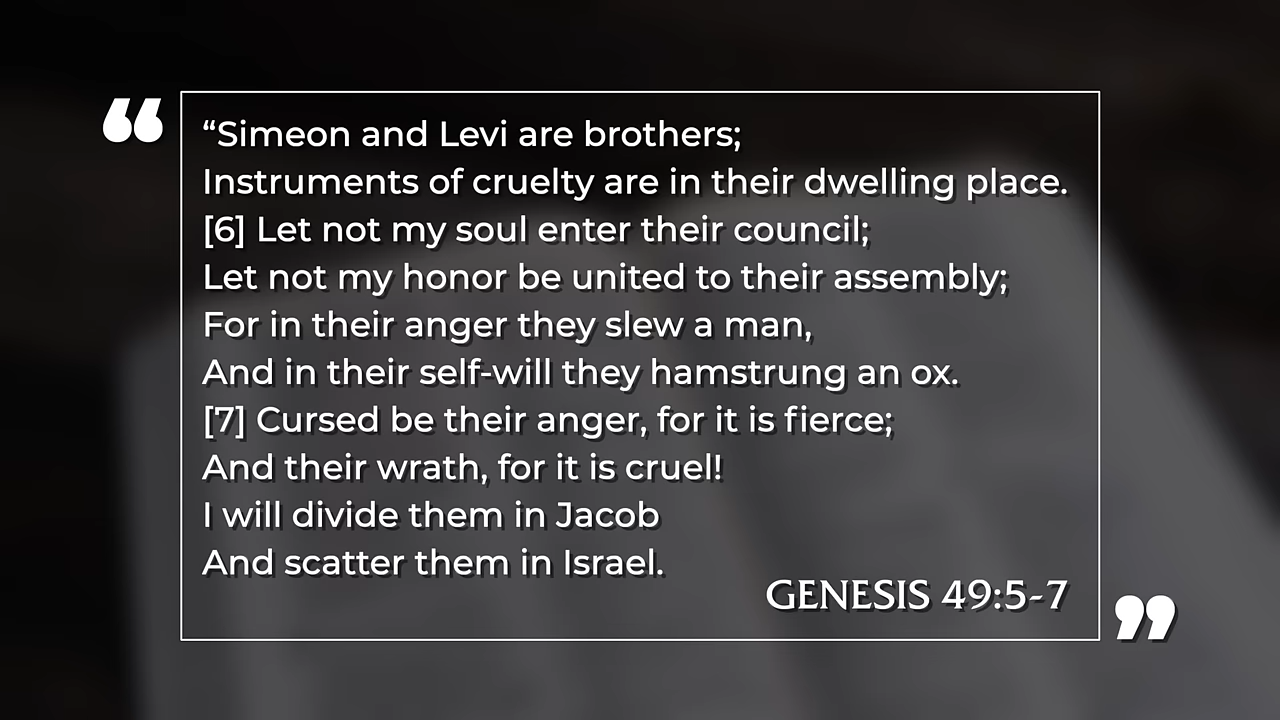 “
“Simeon and Levi are brothers;
Instruments of cruelty are in their dwelling place.
[6] Let not my soul enter their council;
Let not my honor be united to their assembly;
For in their anger they slew a man,
And in their self-will they hamstrung an ox.
[7] Cursed be their anger, for it is fierce;
And their wrath, for it is cruel!
I will divide them in Jacob
And scatter them in Israel.
GENESIS 49:5-7
”